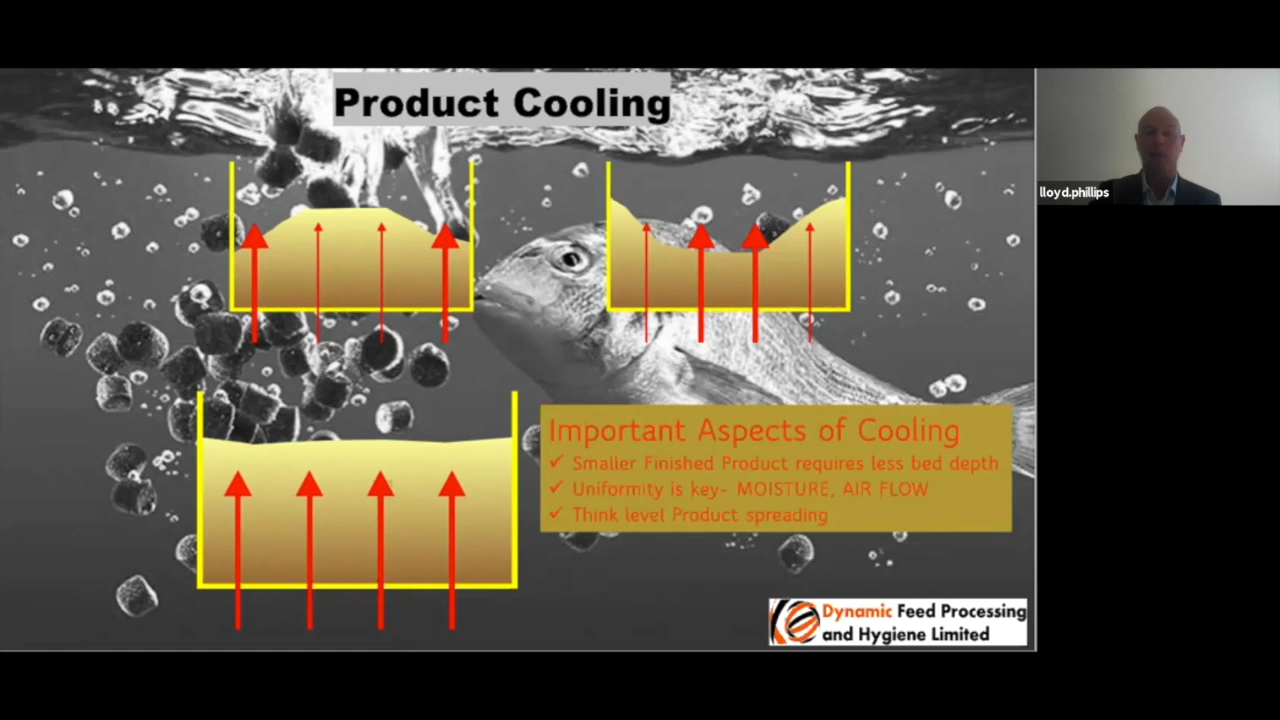 Product Cooling
lloyd.phillips
Important Aspects of Cooling
✓ Smaller Finished Product requires less bed depth
✓ Uniformity is key- MOISTURE, AIR FLOW
✓ Think level Product spreading
Dynamic Feed Processing
and Hygiene Limited